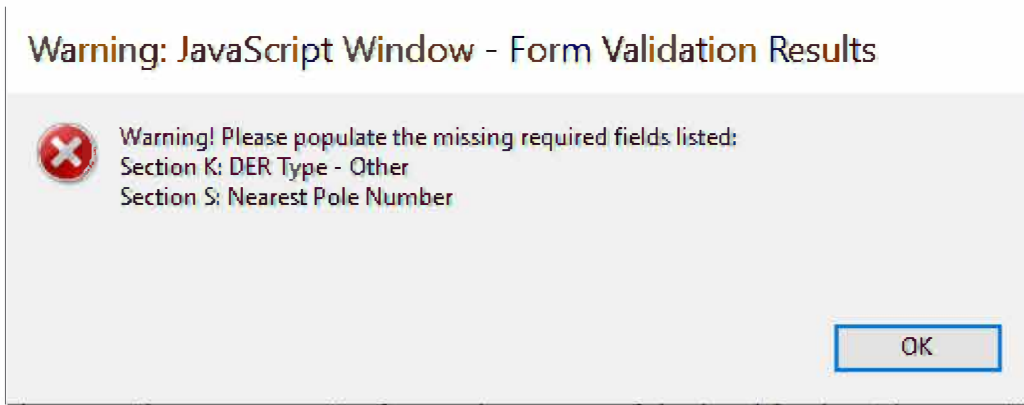 Warning: JavaScript Window - Form Validation Results
Warning! Please populate the missing required fields listed:
Section K: DER Type - Other
Section S: Nearest Pole Number
OK